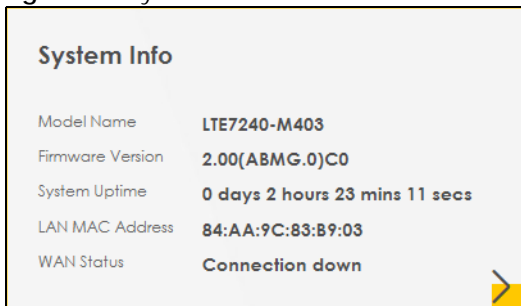 System Info
Model Name LTE7240-M403
Firmware Version 2.00(ABMG.0)C0
System Uptime 0 days 2 hours 23 mins 11 secs
LAN MAC Address 84:AA:9C:83:B9:03
WAN Status Connection down